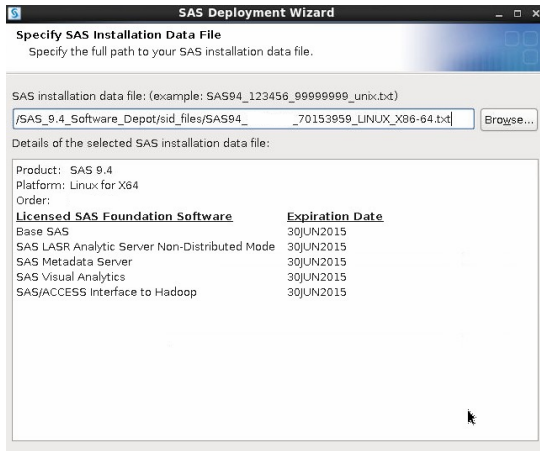 SAS Deployment Wizard
Specify SAS Installation Data File
Specify the full path to your SAS installation data file.
SAS installation data file: (example: SAS94_123456_99999999_unix.txt)
/SAS_9.4_Software_Depot/sid_files/SAS94_ _70153959_LINUX_X86-64.txt
Browse...
Details of the selected SAS installation data file:
Product: SAS 9.4
Platform: Linux for X64
Order:
Licensed SAS Foundation Software Expiration Date
Base SAS 30JUN2015
SAS LASR Analytic Server Non-Distributed Mode 30JUN2015
SAS Metadata Server 30JUN2015
SAS Visual Analytics 30JUN2015
SAS/ACCESS Interface to Hadoop 30JUN2015